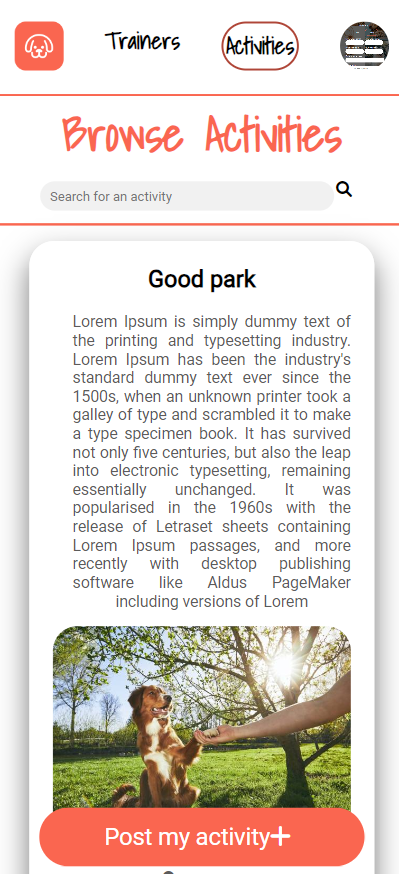 Trainers
Activities
Browse Activities
Search for an activity
Good park
Lorem Ipsum is simply dummy text of
the printing and typesetting industry.
Lorem Ipsum has been the industry's
standard dummy text ever since the
1500s, when an unknown printer took a
galley of type and scrambled it to make
a type specimen book. It has survived
not only five centuries, but also the leap
into electronic typesetting, remaining
essentially unchanged. It was
popularised in the 1960s with the
release of Letraset sheets containing
Lorem Ipsum passages, and more
recently with desktop publishing
software like Aldus PageMaker
including versions of Lorem
Post my activity+